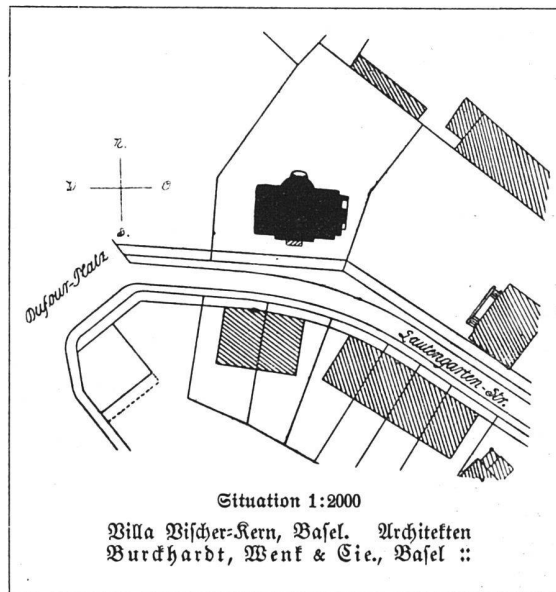 N.
W O
S.
Dufour-Platz
Lautengarten-Str.
Situation 1:2000
Villa Vischer-Kern, Basel. Architekten
Burckhardt, Wenk & Cie., Basel ::